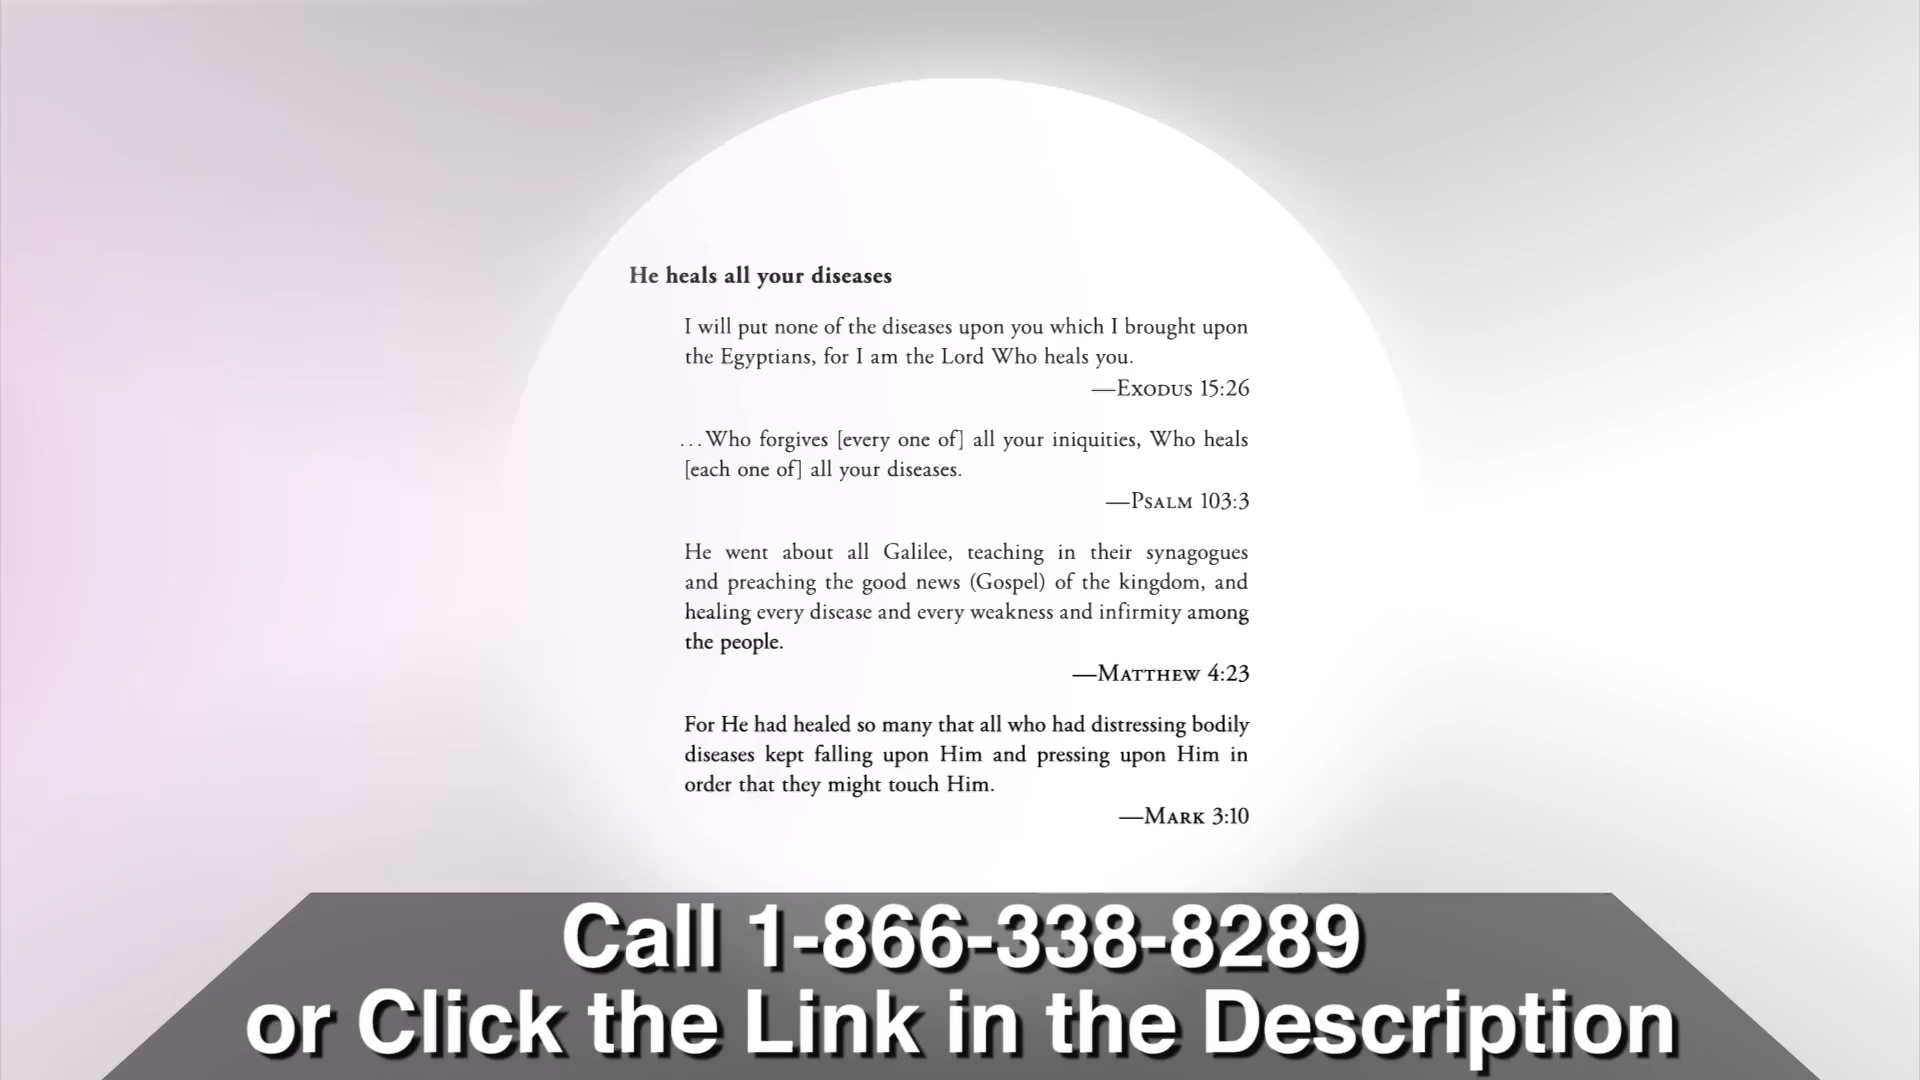 He heals all your diseases
I will put none of the diseases upon you which I brought upon
the Egyptians, for I am the Lord Who heals you.
—Exodus 15:26
...Who forgives [every one of] all your iniquities, Who heals
[each one of] all your diseases.
—Psalm 103:3
He went about all Galilee, teaching in their synagogues
and preaching the good news (Gospel) of the kingdom, and
healing every disease and every weakness and infirmity among
the people.
—Matthew 4:23
For He had healed so many that all who had distressing bodily
diseases kept falling upon Him and pressing upon Him in
order that they might touch Him.
—Mark 3:10
Call 1-866-338-8289
or Click the Link in the Description